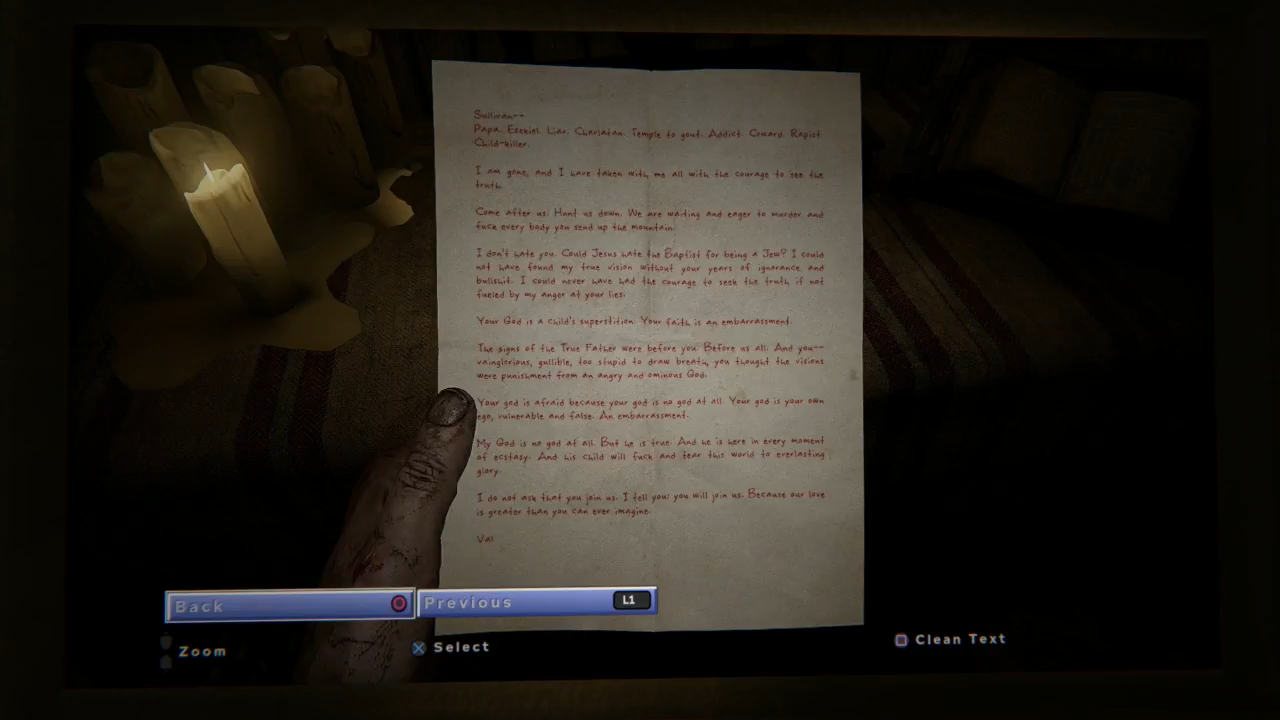 Sullivan--
Papa. Ezekiel. Liar. Charlatan. Temple to gout. Addict. Coward. Rapist.
Child-killer.
I am gone, and I have taken with me all with the courage to see the
truth.
Come after us. Hunt us down. We are waiting and eager to murder and
fuck every body you send up the mountain.
I don't hate you. Could Jesus hate the Baptist for being a Jew? I could
not have found my true vision without your years of ignorance and
bullshit. I could never have had the courage to seek the truth if not
fueled by my anger at your lies.
Your God is a child's superstition. Your faith is an embarrassment.
The signs of the True Father were before you. Before us all. And you--
vainglorious, gullible, too stupid to draw breath, you thought the visions
were punishment from an angry and ominous God.
Your god is afraid because your god is no god at all. Your god is your own
ego, vulnerable and false. An embarrassment.
My God is no god at all. But he is true. And he is here in every moment
of ecstasy. And his child will fuck and tear this world to everlasting
glory.
I do not ask that you join us. I tell you: you will join us. Because our love
is greater than you can ever imagine.
Val
Back
Previous L1
Zoom
Select
Clean Text